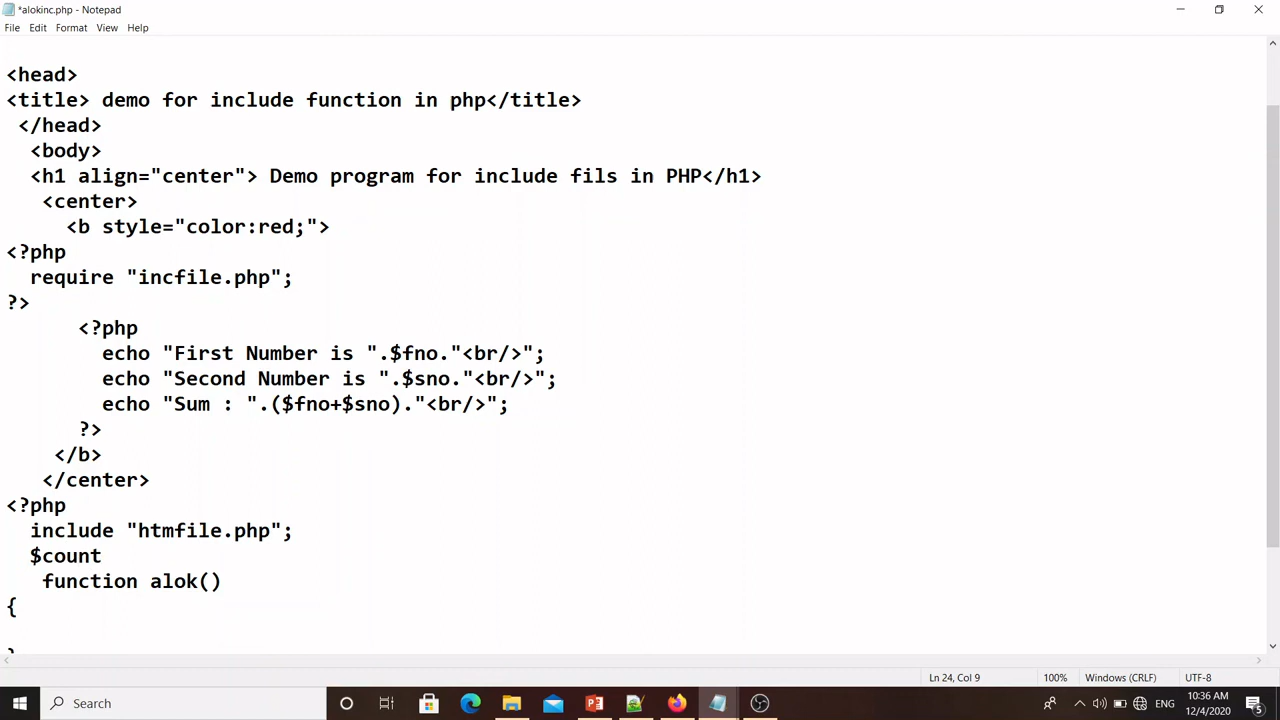 *alokinc.php - Notepad
File Edit Format View Help
<head>
<title> demo for include function in php</title>
</head>
<body>
<h1 align="center"> Demo program for include fils in PHP</h1>
<center>
<b style="color:red;">
<?php
require "incfile.php";
?>
<?php
echo "First Number is ".$fno."<br/>";
echo "Second Number is ".$sno."<br/>";
echo "Sum : ".($fno+$sno)."<br/>";
?>
</b>
</center>
<?php
include "htmfile.php";
$count
function alok()
{
}
Ln 24, Col 9 100% Windows (CRLF) UTF-8
Search
ENG
10:36 AM
12/4/2020
5